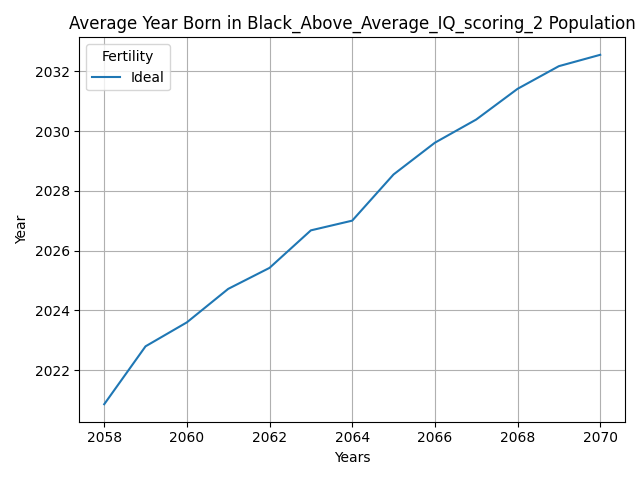 Average Year Born in Black_Above_Average_IQ_scoring_2 Population
Fertility
Ideal
Year
2032
2030
2028
2026
2024
2022
2058 2060 2062 2064 2066 2068 2070
Years